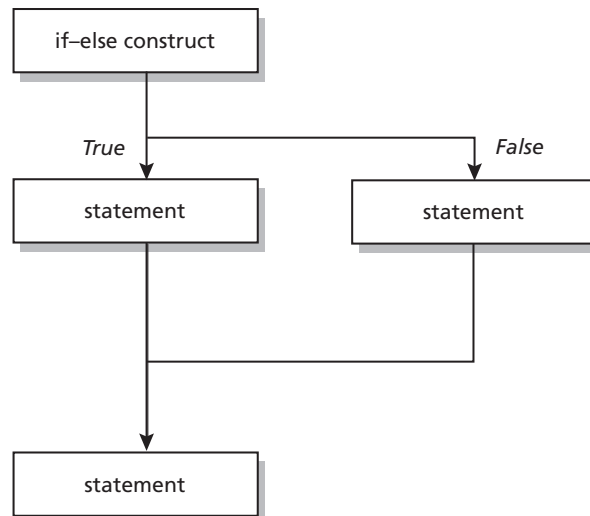 if–else construct
True
False
statement
statement
statement